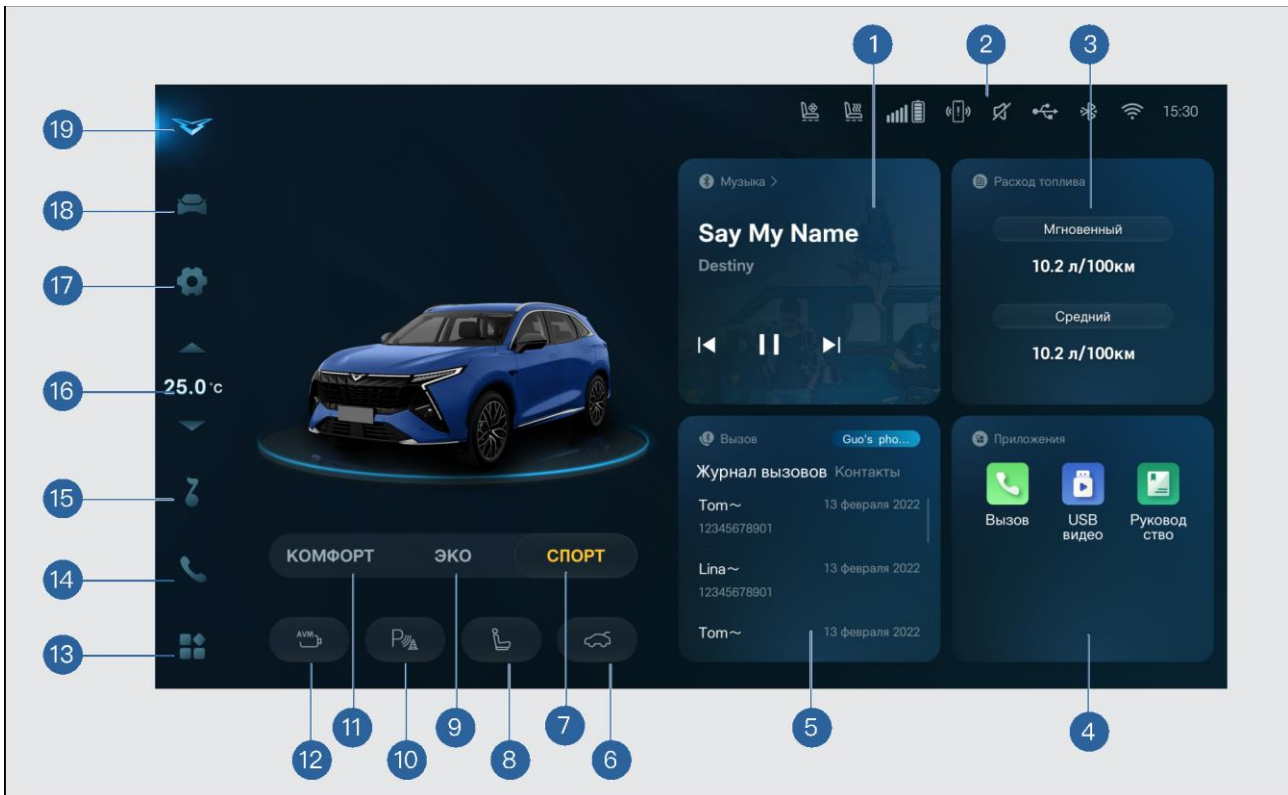 1
2
3
19
15:30
Музыка >
Расход топлива
18
Say My Name
Мгновенный
Destiny
10.2 л/100км
17
Средний
10.2 л/100км
16
25.0 °C
Вызов
Guo's pho...
Приложения
Журнал вызовов Контакты
15
Tom~
13 февраля 2022
12345678901
Вызов
USB видео
Руковод ство
КОМФОРТ
ЭКО
СПОРТ
14
Lina~
13 февраля 2022
12345678901
AVM
P
13
Tom~
13 февраля 2022
11
9
7
5
4
12
10
8
6